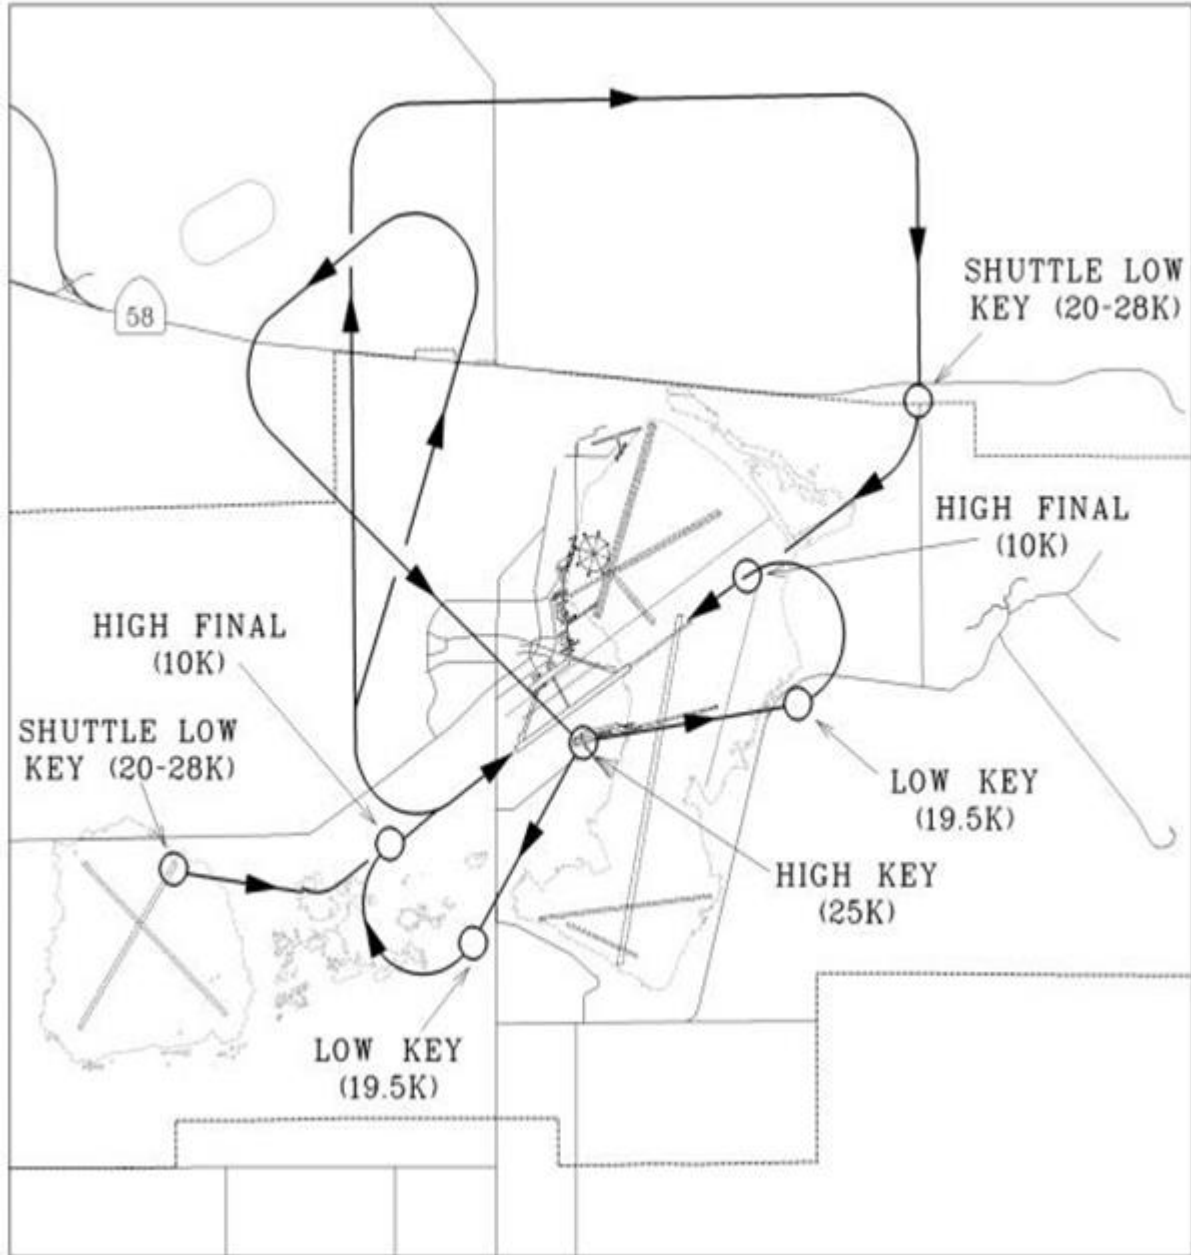 SHUTTLE LOW
KEY (20-28K)
58
HIGH FINAL
(10K)
HIGH FINAL
(10K)
SHUTTLE LOW
KEY (20-28K)
LOW KEY
(19.5K)
HIGH KEY
(25K)
LOW KEY
(19.5K)